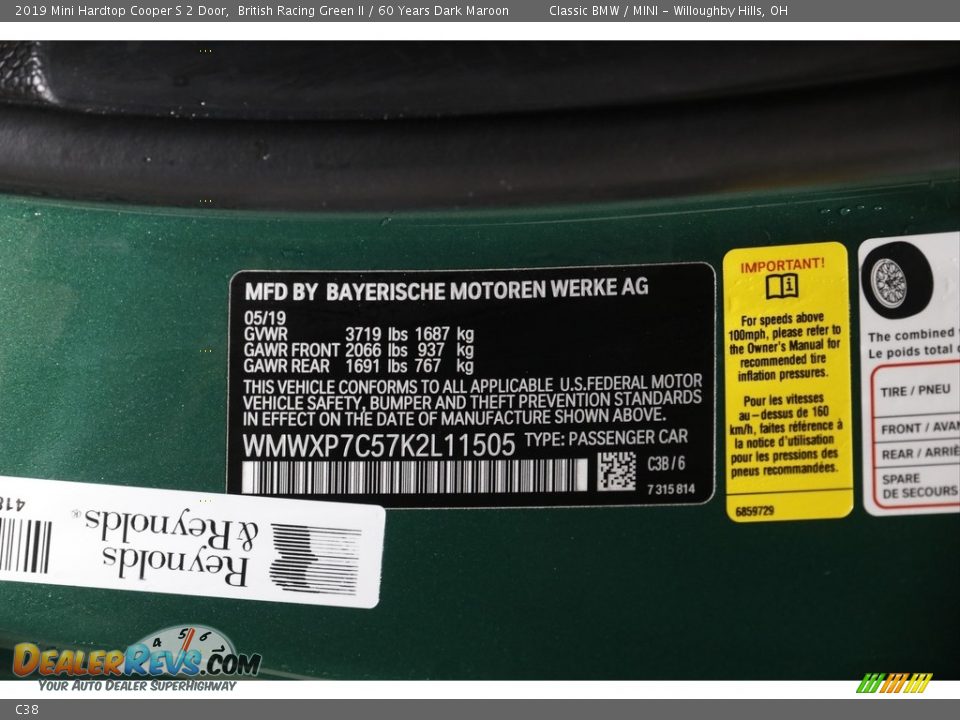 2019 Mini Hardtop Cooper S 2 Door, British Racing Green II / 60 Years Dark Maroon Classic BMW / MINI - Willoughby Hills, OH
MFD BY BAYERISCHE MOTOREN WERKE AG
05/19
GVWR 3719 lbs 1687 kg
GAWR FRONT 2066 lbs 937 kg
GAWR REAR 1691 lbs 767 kg
THIS VEHICLE CONFORMS TO ALL APPLICABLE U.S.FEDERAL MOTOR
VEHICLE SAFETY, BUMPER AND THEFT PREVENTION STANDARDS
IN EFFECT ON THE DATE OF MANUFACTURE SHOWN ABOVE.
WMWXP7C57K2L11505 TYPE: PASSENGER CAR
C3B / 6
7 315 814
IMPORTANT!
For speeds above
100mph, please refer to
the Owner's Manual for
recommended tire
inflation pressures.
Pour les vitesses
au-dessus de 160
km/h, faites référence à
la notice d'utilisation
pour les pressions des
pneus recommandées.
6859729
The combined
Le poids total
TIRE / PNEU
FRONT / AVAN
REAR / ARRIÈ
SPARE
DE SECOURS
418
Reynolds
&Reynolds®
4 5 6
DEALERREVS.COM
YOUR AUTO DEALER SUPERHIGHWAY
C38